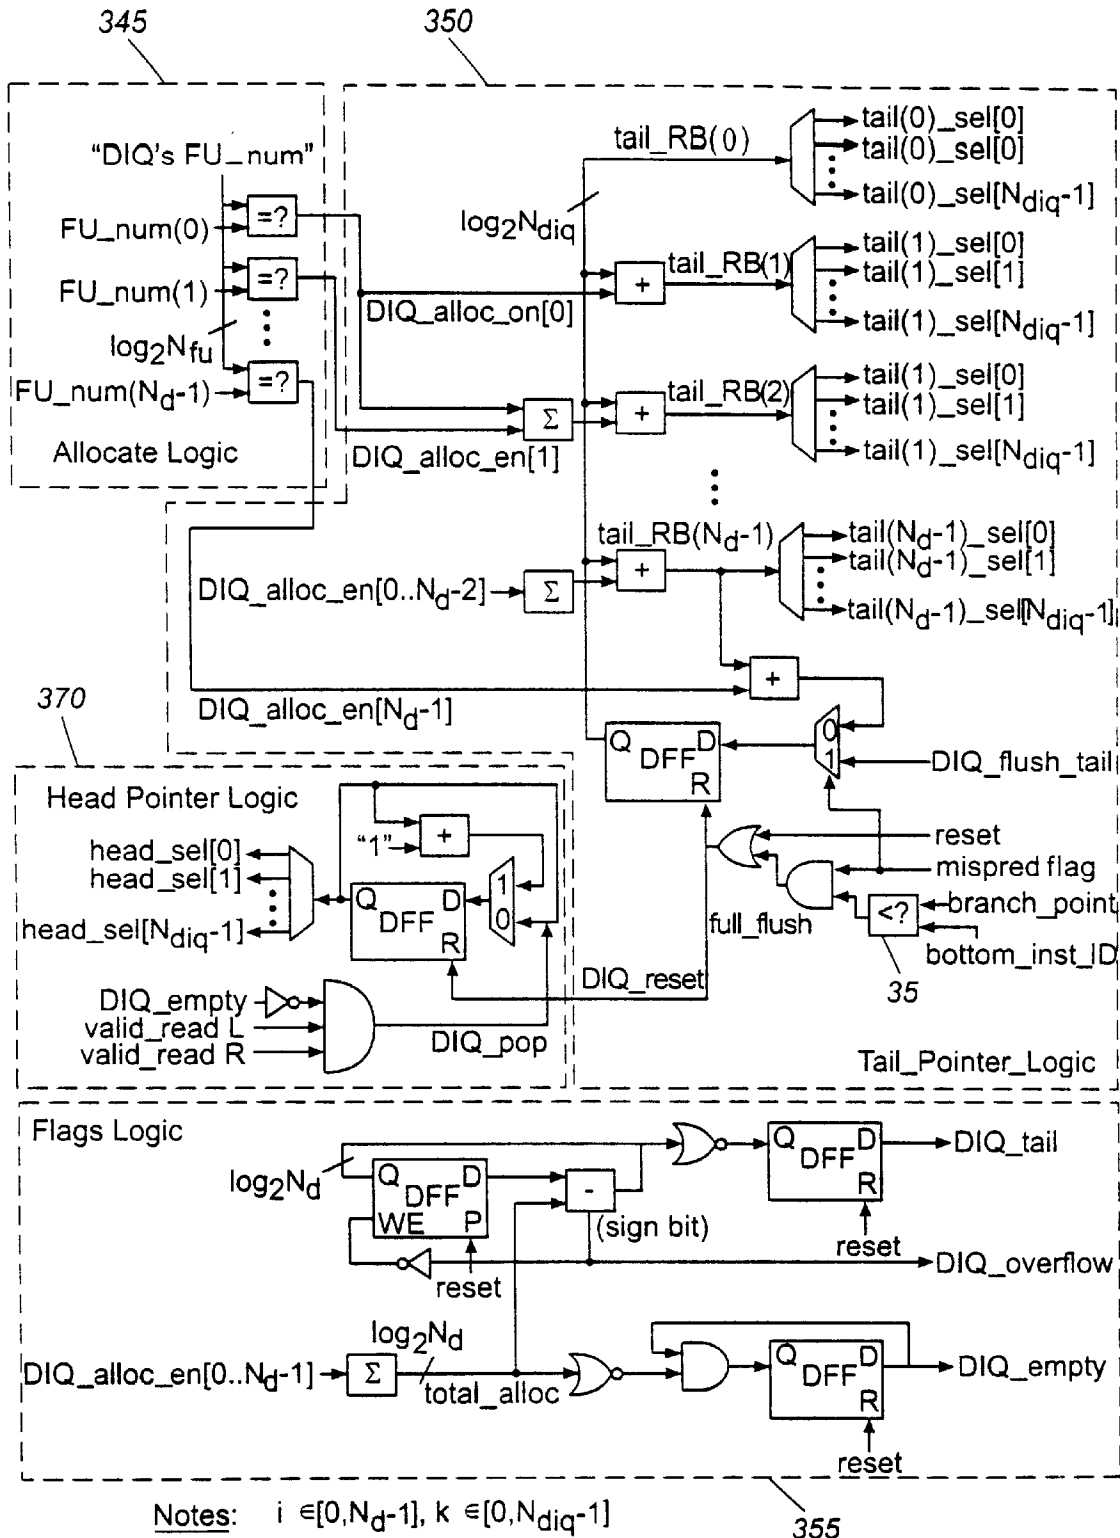 345
350
"DIQ's FU_num"
FU_num(0)
=?
FU_num(1)
=?
log2Nfu
FU_num(Nd-1)
=?
Allocate Logic
tail_RB(0)
tail(0)_sel[0]
tail(0)_sel[0]
tail(0)_sel[Ndiq-1]
log2Ndiq
DIQ_alloc_on[0]
+
tail_RB(1)
tail(1)_sel[0]
tail(1)_sel[1]
tail(1)_sel[Ndiq-1]
DIQ_alloc_en[1]
Σ
+
tail_RB(2)
tail(1)_sel[0]
tail(1)_sel[1]
tail(1)_sel[Ndiq-1]
DIQ_alloc_en[0..Nd-2]
Σ
+
tail_RB(Nd-1)
tail(Nd-1)_sel[0]
tail(Nd-1)_sel[1]
tail(Nd-1)_sel[Ndiq-1]
DIQ_alloc_en[Nd-1]
+
Q DFF D
R
0
1
DIQ_flush_tail
reset
mispred flag
<?
branch_point
bottom_inst_ID
35
full_flush
DIQ_reset
Tail_Pointer_Logic
370
Head Pointer Logic
head_sel[0]
head_sel[1]
head_sel[Ndiq-1]
"1"
+
Q DFF D
R
1
0
DIQ_empty
valid_read L
valid_read R
DIQ_pop
Flags Logic
log2Nd
Q DFF D
WE P
reset
-
(sign bit)
Q DFF D
R
reset
DIQ_tail
DIQ_overflow
DIQ_alloc_en[0..Nd-1]
Σ
log2Nd
total_alloc
Q DFF D
R
reset
DIQ_empty
Notes: i ∈[0,Nd-1], k ∈[0,Ndiq-1]
355